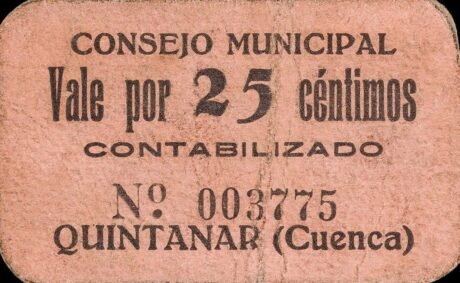 CONSEJO MUNICIPAL
Vale por 25 céntimos
CONTABILIZADO
Nº. 003775
QUINTANAR (Cuenca)